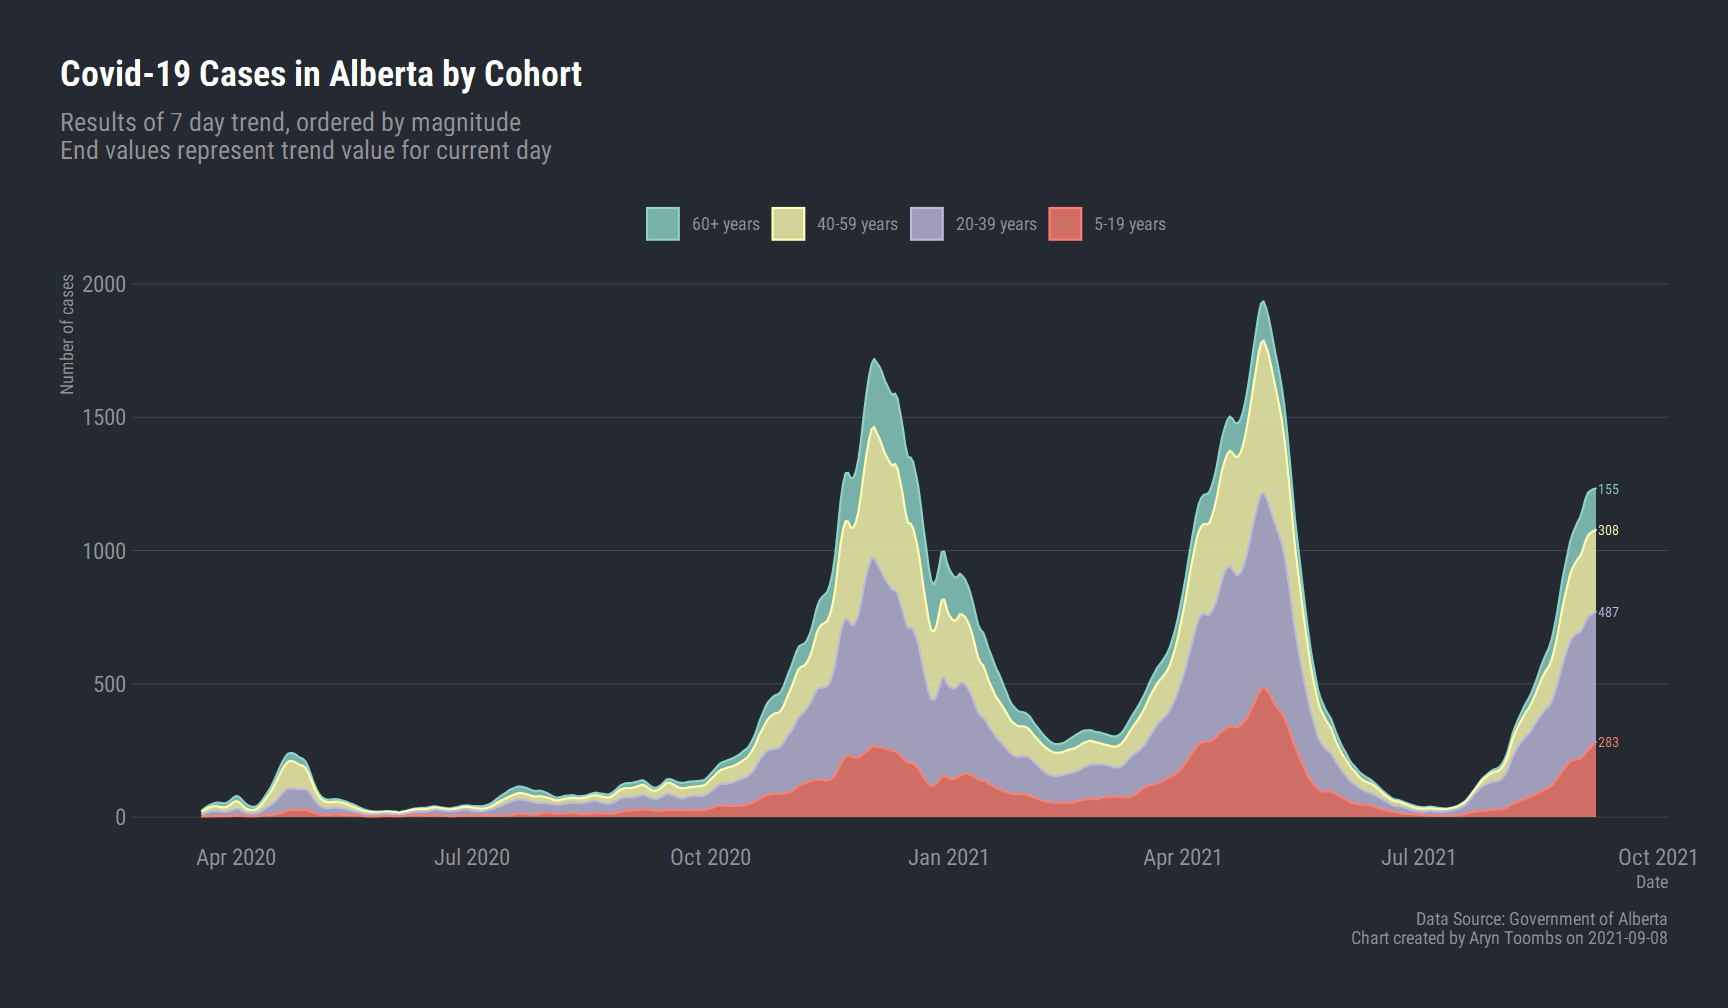 Covid-19 Cases in Alberta by Cohort
Results of 7 day trend, ordered by magnitude
End values represent trend value for current day
60+ years 40-59 years 20-39 years 5-19 years
Number of cases
2000
1500
1000
500
0
155
308
487
283
Apr 2020 Jul 2020 Oct 2020 Jan 2021 Apr 2021 Jul 2021 Oct 2021
Date
Data Source: Government of Alberta
Chart created by Aryn Toombs on 2021-09-08